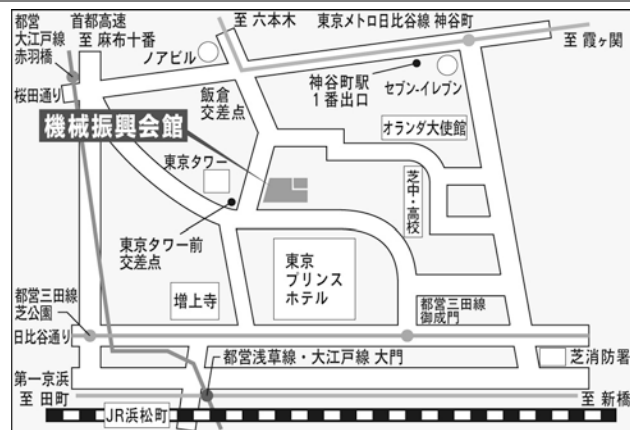 都営
大江戸線
赤羽橋
首都高速
至 麻布十番
至 六本木
東京メトロ日比谷線 神谷町
至 霞ヶ関
ノアビル
桜田通り
飯倉
交差点
神谷町駅
1番出口
セブン-イレブン
オランダ大使館
機械振興会館
東京タワー
芝中・高校
東京タワー前
交差点
東京
プリンス
ホテル
増上寺
都営三田線
芝公園
都営三田線
御成門
日比谷通り
都営浅草線・大江戸線 大門
芝消防署
第一京浜
至 田町
至 新橋
JR浜松町